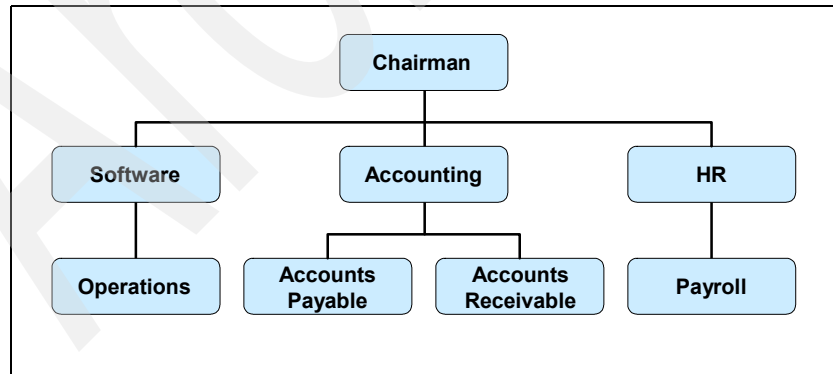 Chairman
Software
Accounting
HR
Operations
Accounts
Payable
Accounts
Receivable
Payroll